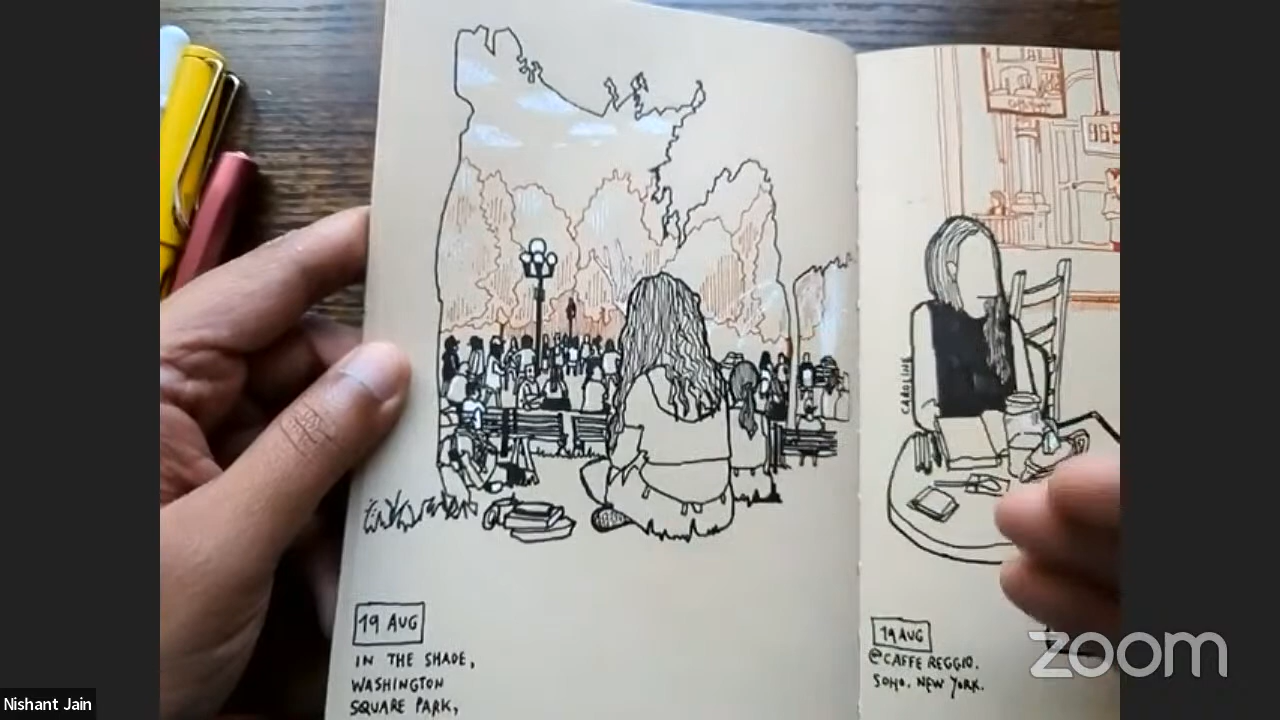 19 AUG
IN THE SHADE,
WASHINGTON
SQUARE PARK,
CAROLINE
19 AUG
@CAFFE REGGIO.
SOHO. NEW YORK.
zoom
Nishant Jain